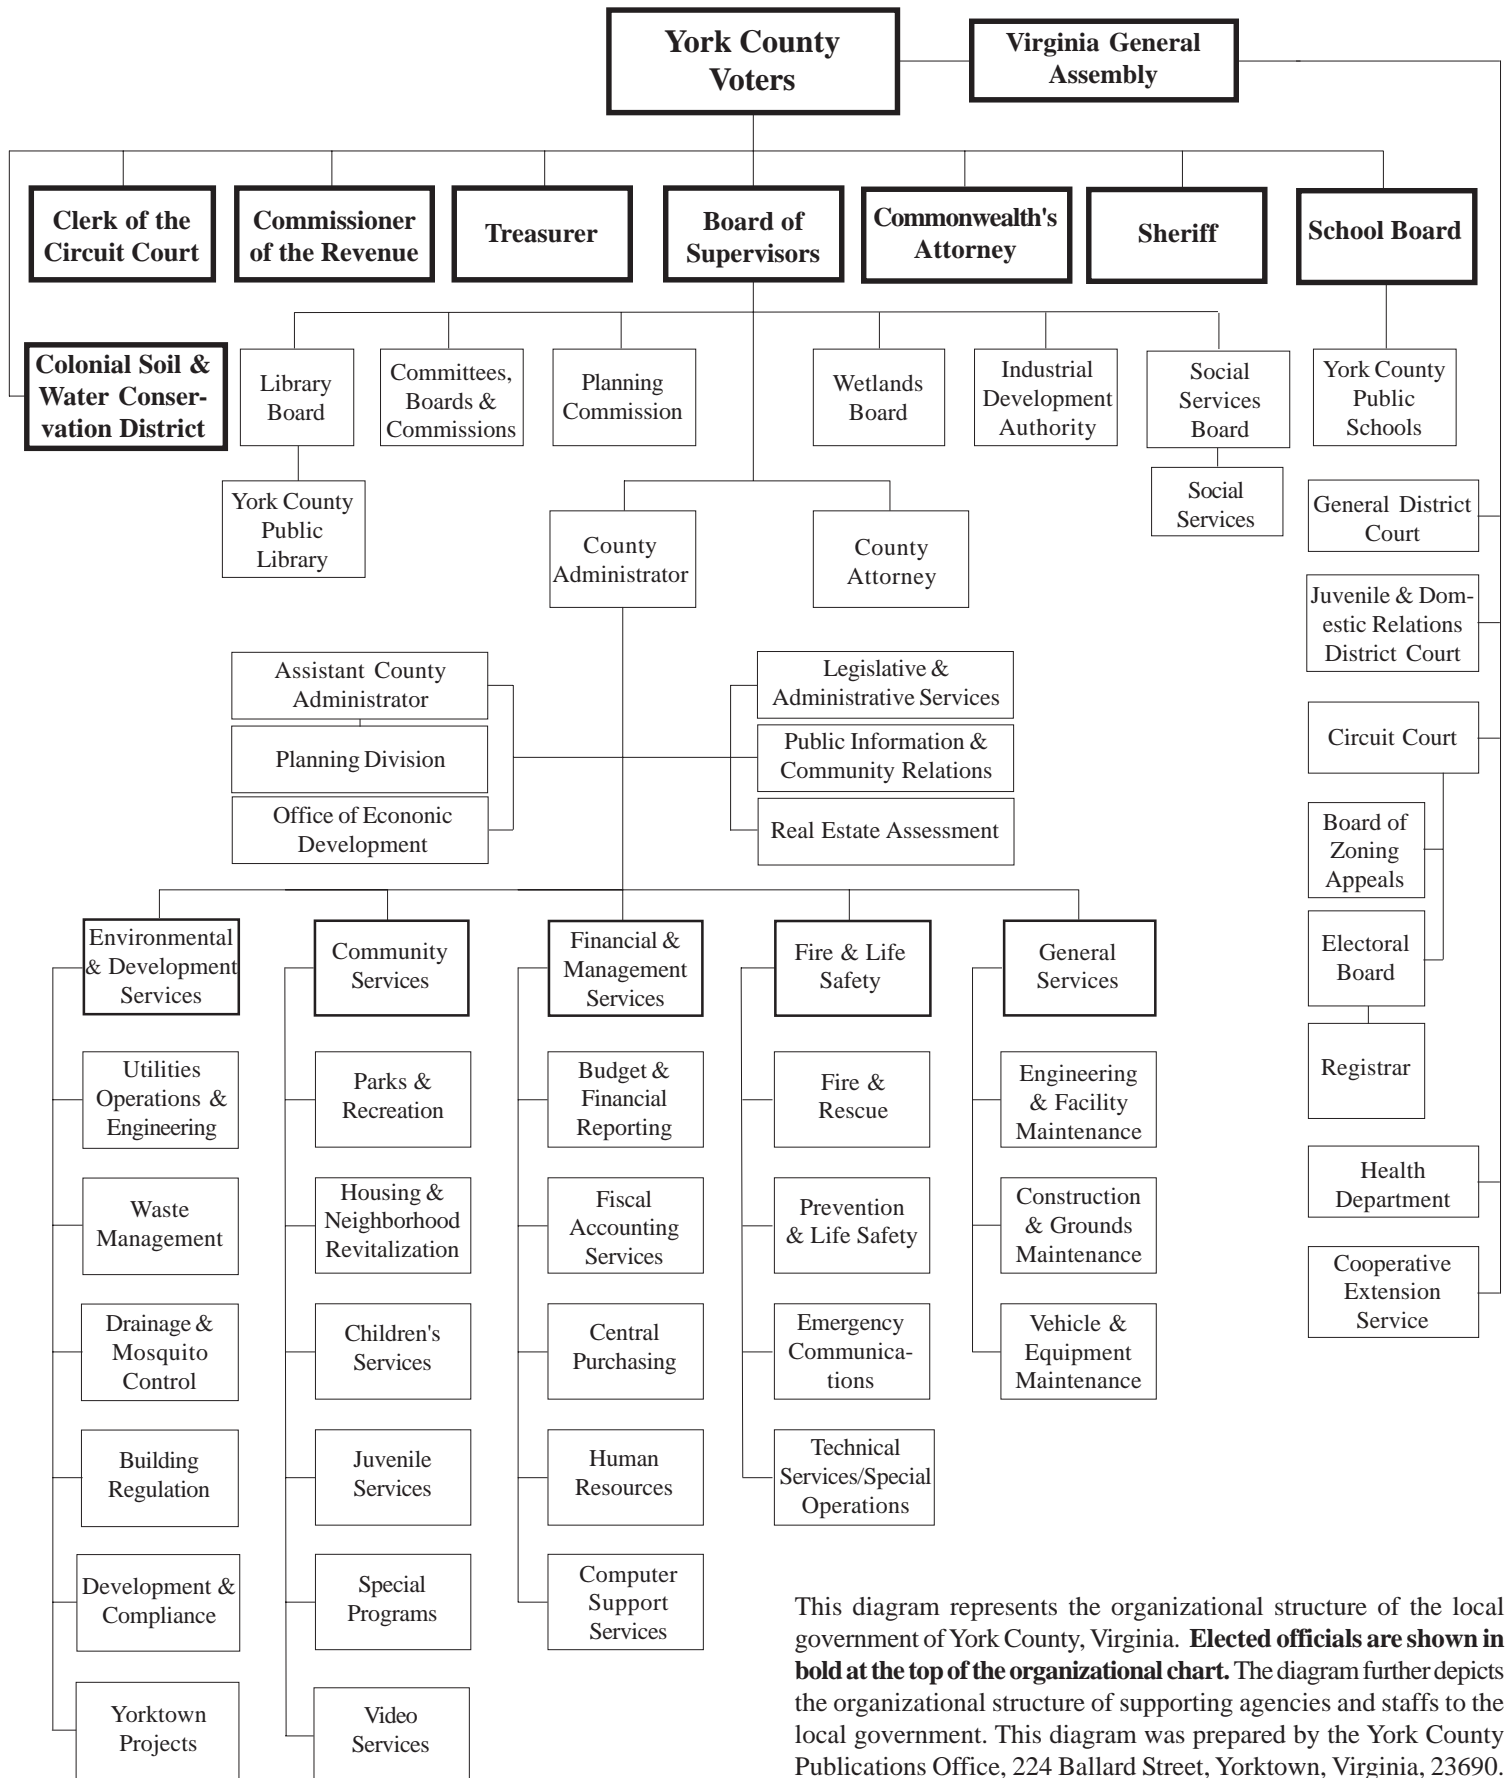 York County
Voters
Virginia General
Assembly
Clerk of the
Circuit Court
Commissioner
of the Revenue
Treasurer
Board of
Supervisors
Commonwealth's
Attorney
Sheriff
School Board
Colonial Soil &
Water Conser-
vation District
Library
Board
Committees,
Boards &
Commissions
Planning
Commission
Wetlands
Board
Industrial
Development
Authority
Social
Services
Board
York County
Public
Schools
York County
Public
Library
Social
Services
County
Administrator
County
Attorney
General District
Court
Juvenile & Dom-
estic Relations
District Court
Circuit Court
Board of
Zoning
Appeals
Electoral
Board
Registrar
Health
Department
Cooperative
Extension
Service
Assistant County
Administrator
Planning Division
Office of Econonic
Development
Legislative &
Administrative Services
Public Information &
Community Relations
Real Estate Assessment
Environmental
& Development
Services
Utilities
Operations &
Engineering
Waste
Management
Drainage &
Mosquito
Control
Building
Regulation
Development &
Compliance
Yorktown
Projects
Community
Services
Parks &
Recreation
Housing &
Neighborhood
Revitalization
Children's
Services
Juvenile
Services
Special
Programs
Video
Services
Financial &
Management
Services
Budget &
Financial
Reporting
Fiscal
Accounting
Services
Central
Purchasing
Human
Resources
Computer
Support
Services
Fire & Life
Safety
Fire &
Rescue
Prevention
& Life Safety
Emergency
Communica-
tions
Technical
Services/Special
Operations
General
Services
Engineering
& Facility
Maintenance
Construction
& Grounds
Maintenance
Vehicle &
Equipment
Maintenance
This diagram represents the organizational structure of the local
government of York County, Virginia. Elected officials are shown in
bold at the top of the organizational chart. The diagram further depicts
the organizational structure of supporting agencies and staffs to the
local government. This diagram was prepared by the York County
Publications Office, 224 Ballard Street, Yorktown, Virginia, 23690.